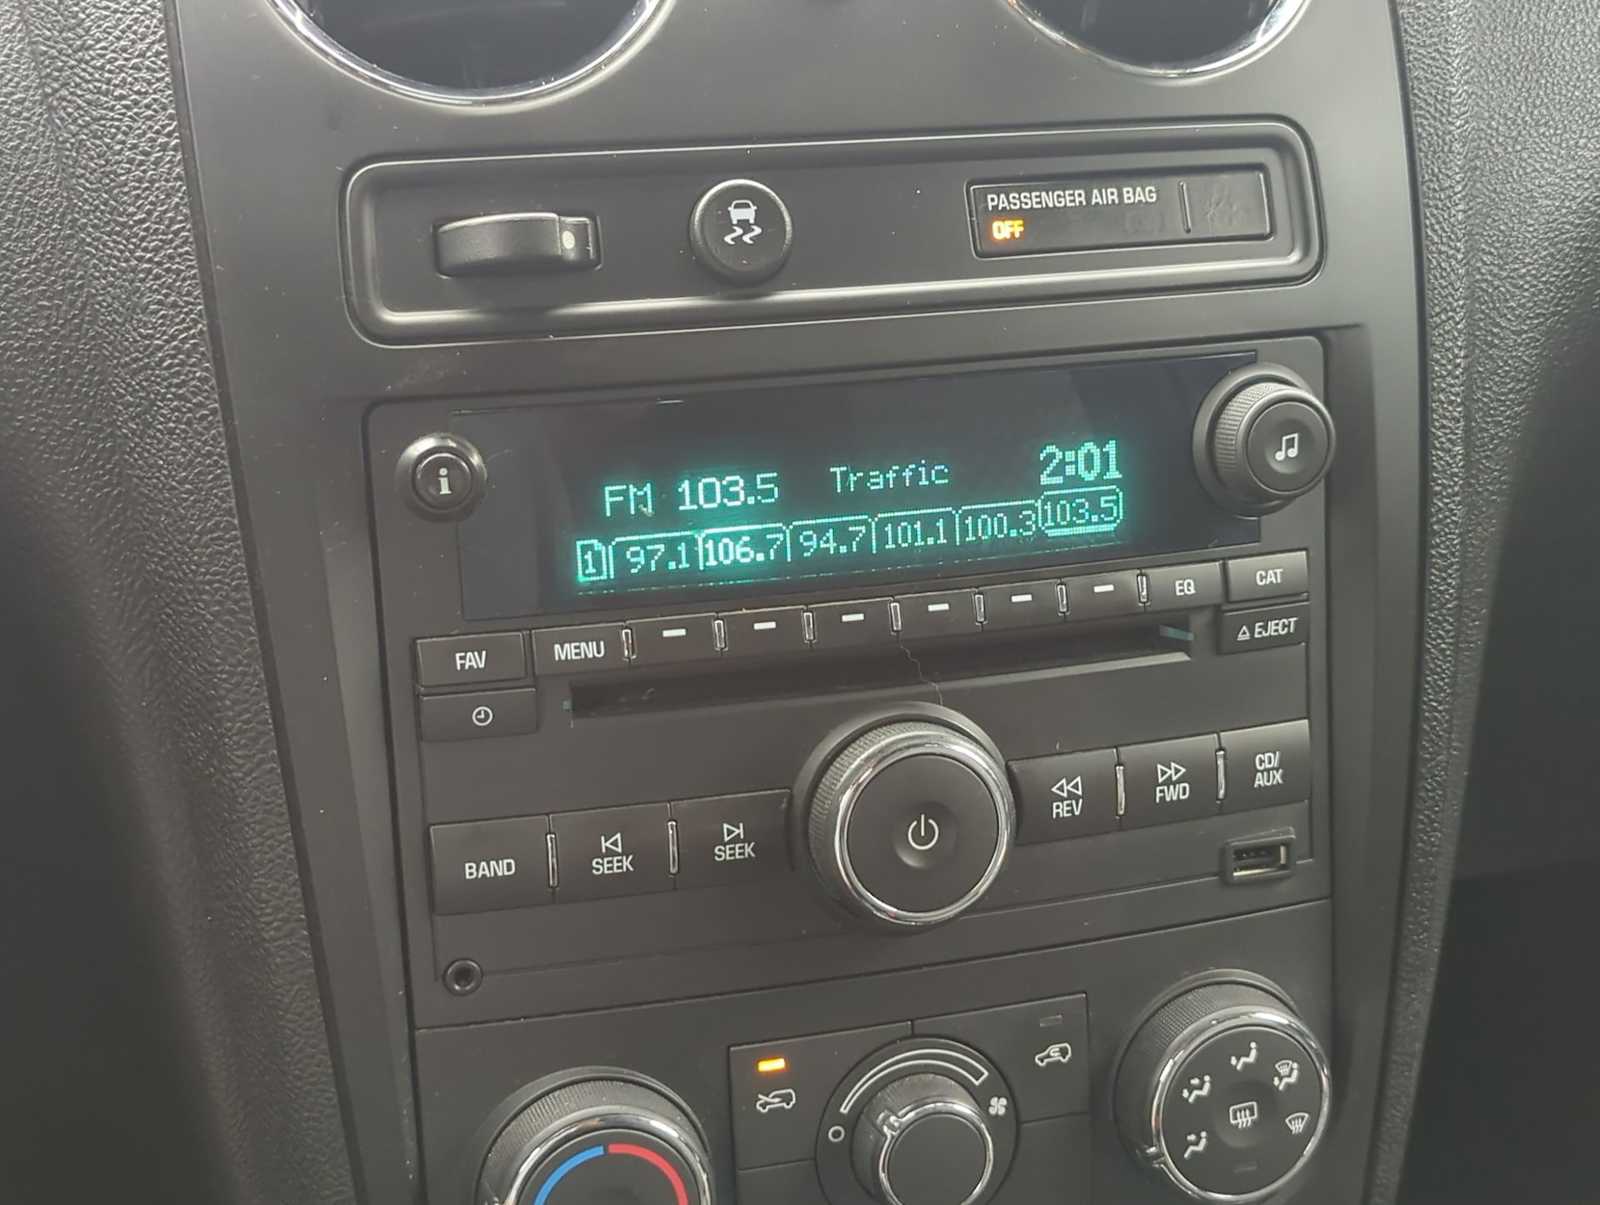 PASSENGER AIR BAG
OFF
i
FM 103.5 Traffic 2:01
1 97.1 106.7 94.7 101.1 100.3 103.5
FAV MENU EQ CAT
EJECT
BAND SEEK SEEK REV FWD CD/
AUX